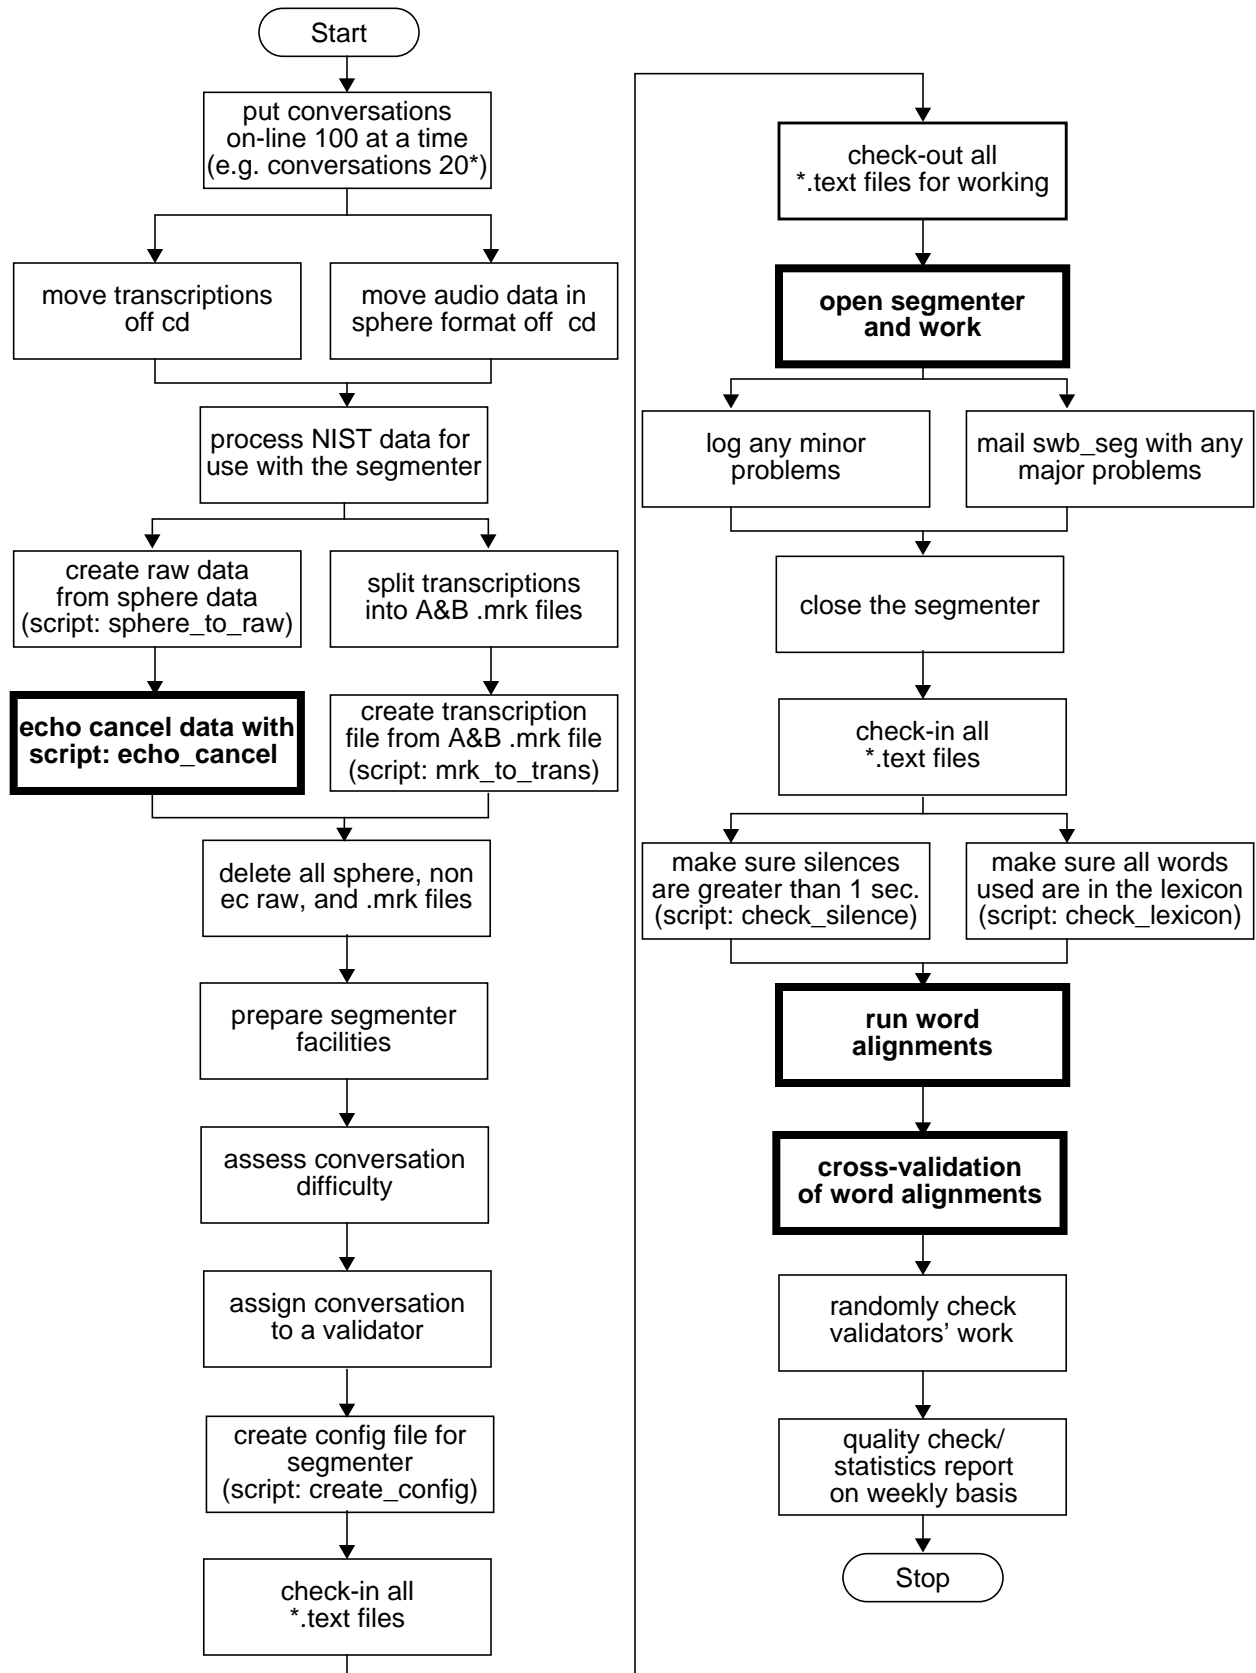 Start
put conversations
on-line 100 at a time
(e.g. conversations 20*)
move transcriptions
off cd
move audio data in
sphere format off cd
process NIST data for
use with the segmenter
create raw data
from sphere data
(script: sphere_to_raw)
split transcriptions
into A&B .mrk files
echo cancel data with
script: echo_cancel
create transcription
file from A&B .mrk file
(script: mrk_to_trans)
delete all sphere, non
ec raw, and .mrk files
prepare segmenter
facilities
assess conversation
difficulty
assign conversation
to a validator
create config file for
segmenter
(script: create_config)
check-in all
*.text files
check-out all
*.text files for working
open segmenter
and work
log any minor
problems
mail swb_seg with any
major problems
close the segmenter
check-in all
*.text files
make sure silences
are greater than 1 sec.
(script: check_silence)
make sure all words
used are in the lexicon
(script: check_lexicon)
run word
alignments
cross-validation
of word alignments
randomly check
validators’ work
quality check/
statistics report
on weekly basis
Stop